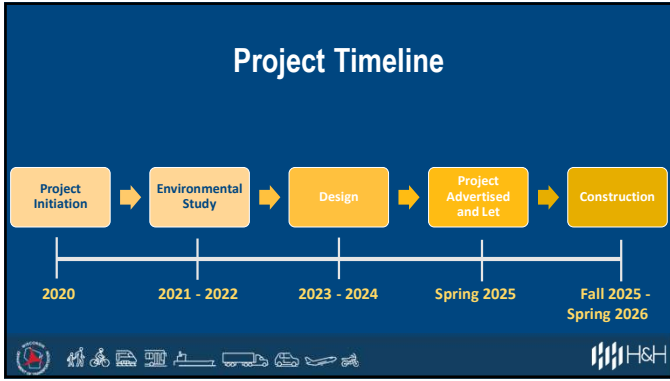 Project Timeline
Project
Initiation
Environmental
Study
Design
Project
Advertised
and Let
Construction
2020
2021 - 2022
2023 - 2024
Spring 2025
Fall 2025 -
Spring 2026
WISCONSIN
H&H